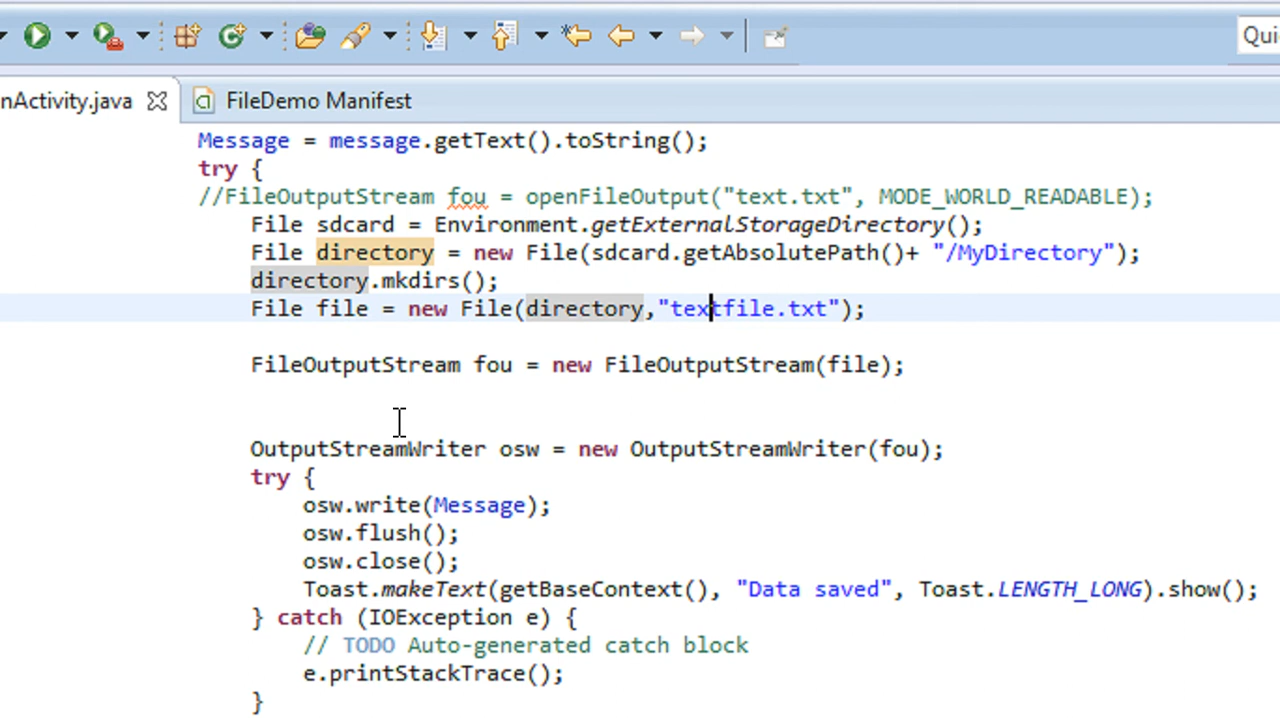 Qui
nActivity.java
FileDemo Manifest
Message = message.getText().toString();
try {
//FileOutputStream fou = openFileOutput("text.txt", MODE_WORLD_READABLE);
File sdcard = Environment.getExternalStorageDirectory();
File directory = new File(sdcard.getAbsolutePath()+ "/MyDirectory");
directory.mkdirs();
File file = new File(directory,"textfile.txt");
FileOutputStream fou = new FileOutputStream(file);
OutputStreamWriter osw = new OutputStreamWriter(fou);
try {
osw.write(Message);
osw.flush();
osw.close();
Toast.makeText(getBaseContext(), "Data saved", Toast.LENGTH_LONG).show();
} catch (IOException e) {
// TODO Auto-generated catch block
e.printStackTrace();
}